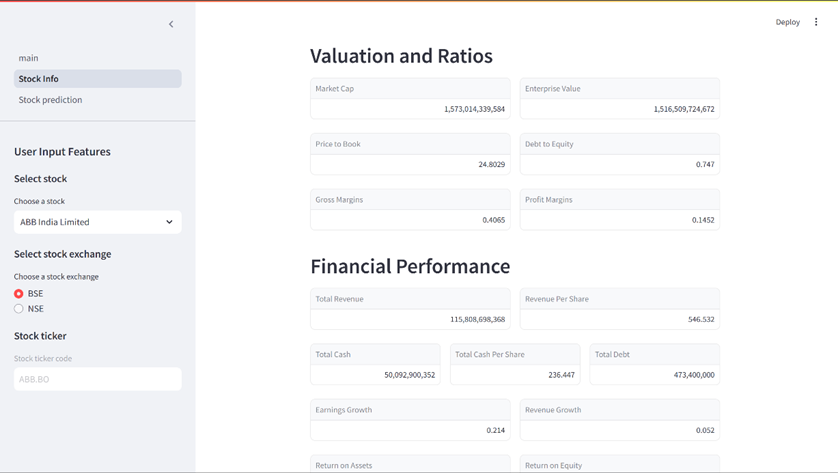 Deploy
main
Stock Info
Stock prediction
User Input Features
Select stock
Choose a stock
ABB India Limited
Select stock exchange
Choose a stock exchange
BSE
NSE
Stock ticker
Stock ticker code
ABB.BO
Valuation and Ratios
Market Cap
1,573,014,339,584
Enterprise Value
1,516,509,724,672
Price to Book
24.8029
Debt to Equity
0.747
Gross Margins
0.4065
Profit Margins
0.1452
Financial Performance
Total Revenue
115,808,698,368
Revenue Per Share
546.532
Total Cash
50,092,900,352
Total Cash Per Share
236.447
Total Debt
473,400,000
Earnings Growth
0.214
Revenue Growth
0.052
Return on Assets
Return on Equity